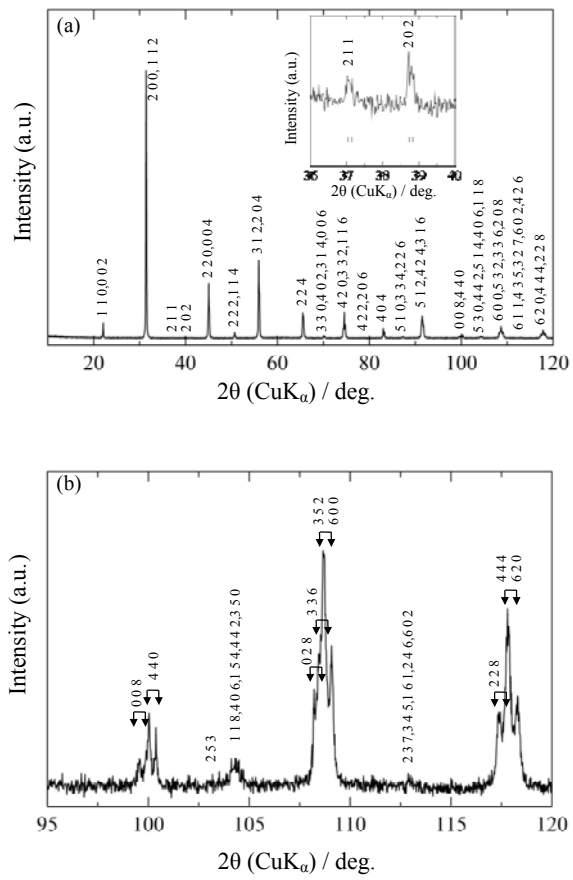 (a)
Intensity (a.u.)
1 1 0,0 0 2
2 0 0, 1 1 2
2 1 1
2 0 2
2 2 0,0 0 4
2 2 2,1 1 4
3 1 2,2 0 4
2 2 4
3 3 0,4 0 2,3 1 4,0 0 6
4 2 0,3 3 2,1 1 6
4 2 2,2 0 6
4 0 4
5 1 0,3 3 4,2 2 6
5 1 2,4 2 4,3 1 6
0 0 8,4 4 0
5 3 0,4 4 2,5 1 4,4 0 6,1 1 8
6 0 0,5 3 2,3 3 6,2 0 8
6 1 1,4 3 5,3 2 7,6 0 2,4 2 6
6 2 0,4 4 4,2 2 8
20 40 60 80 100 120
2θ (CuKα) / deg.
Intensity (a.u.)
2 1 1
2 0 2
36 37 38 39 40
2θ (CuKα) / deg.
(b)
Intensity (a.u.)
0 0 8
4 4 0
2 5 3
1 1 8,4 0 6,1 5 4,4 4 2,3 5 0
0 2 8
3 3 6
3 5 2
6 0 0
2 3 7,3 4 5,1 6 1,2 4 6,6 0 2
2 2 8
4 4 4
6 2 0
95 100 105 110 115 120
2θ (CuKα) / deg.